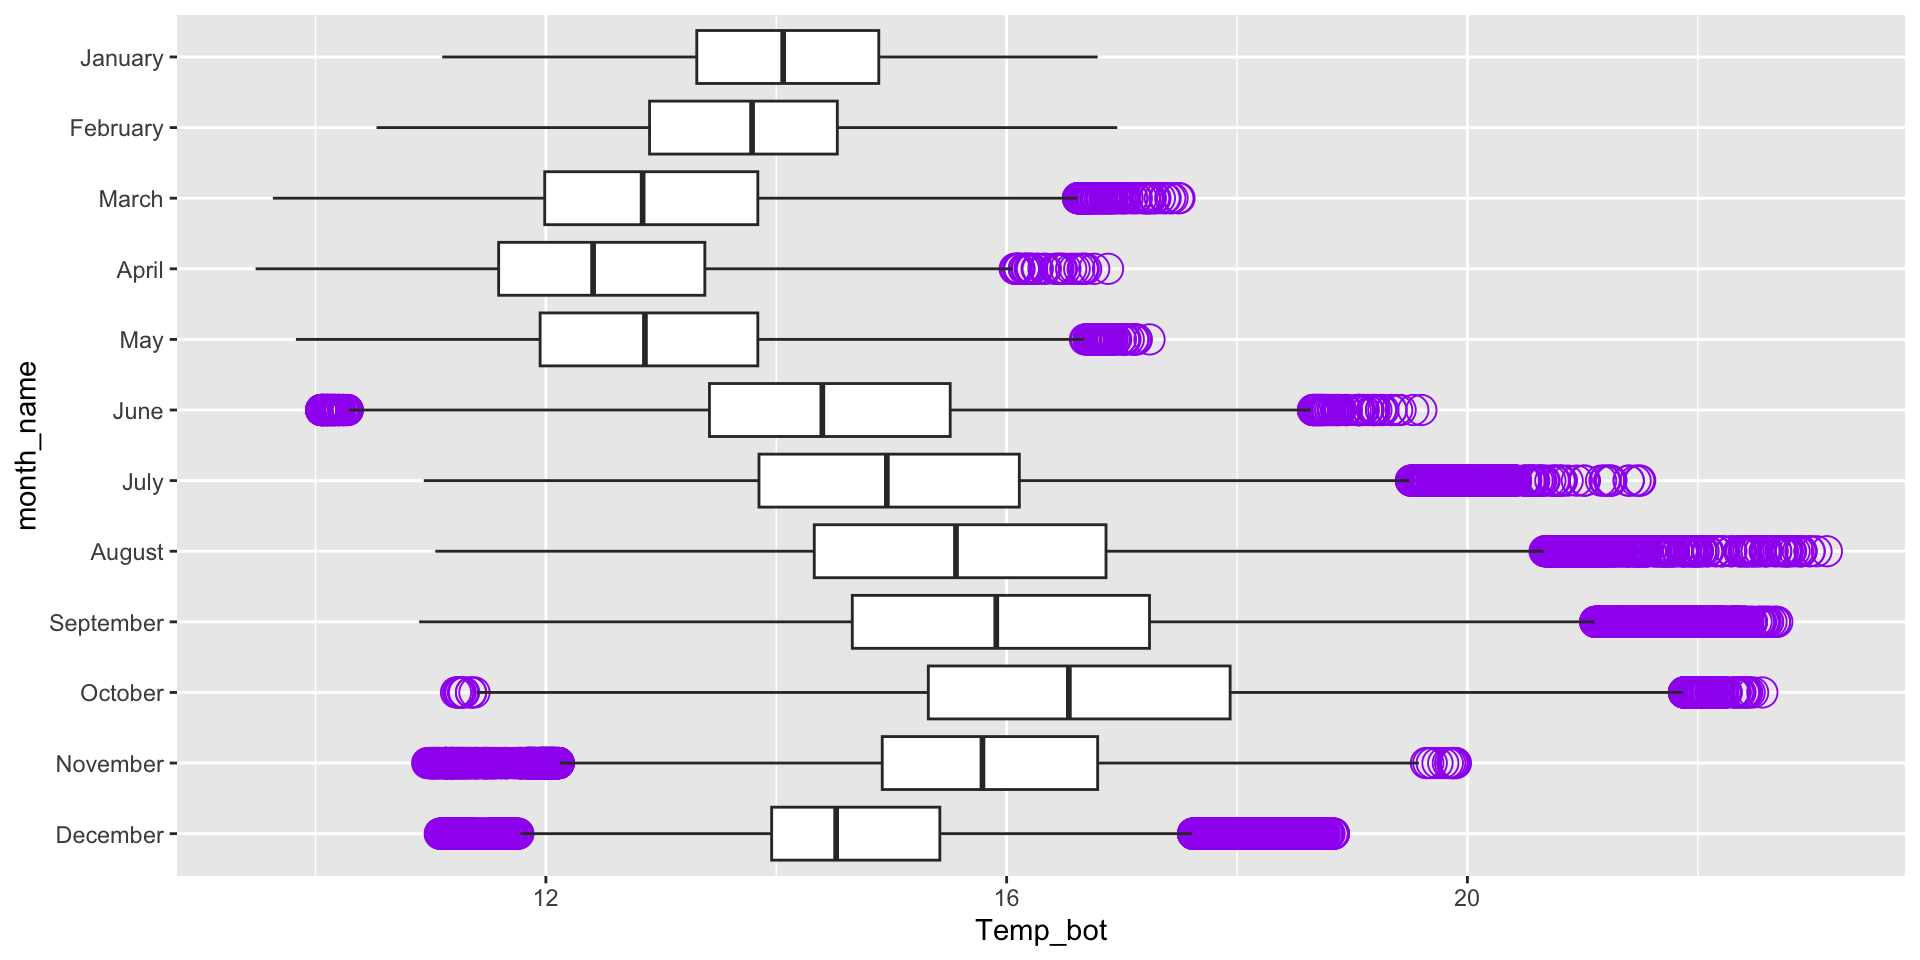 January
February
March
April
May
June
July
August
September
October
November
December
month_name
12 16 20
Temp_bot